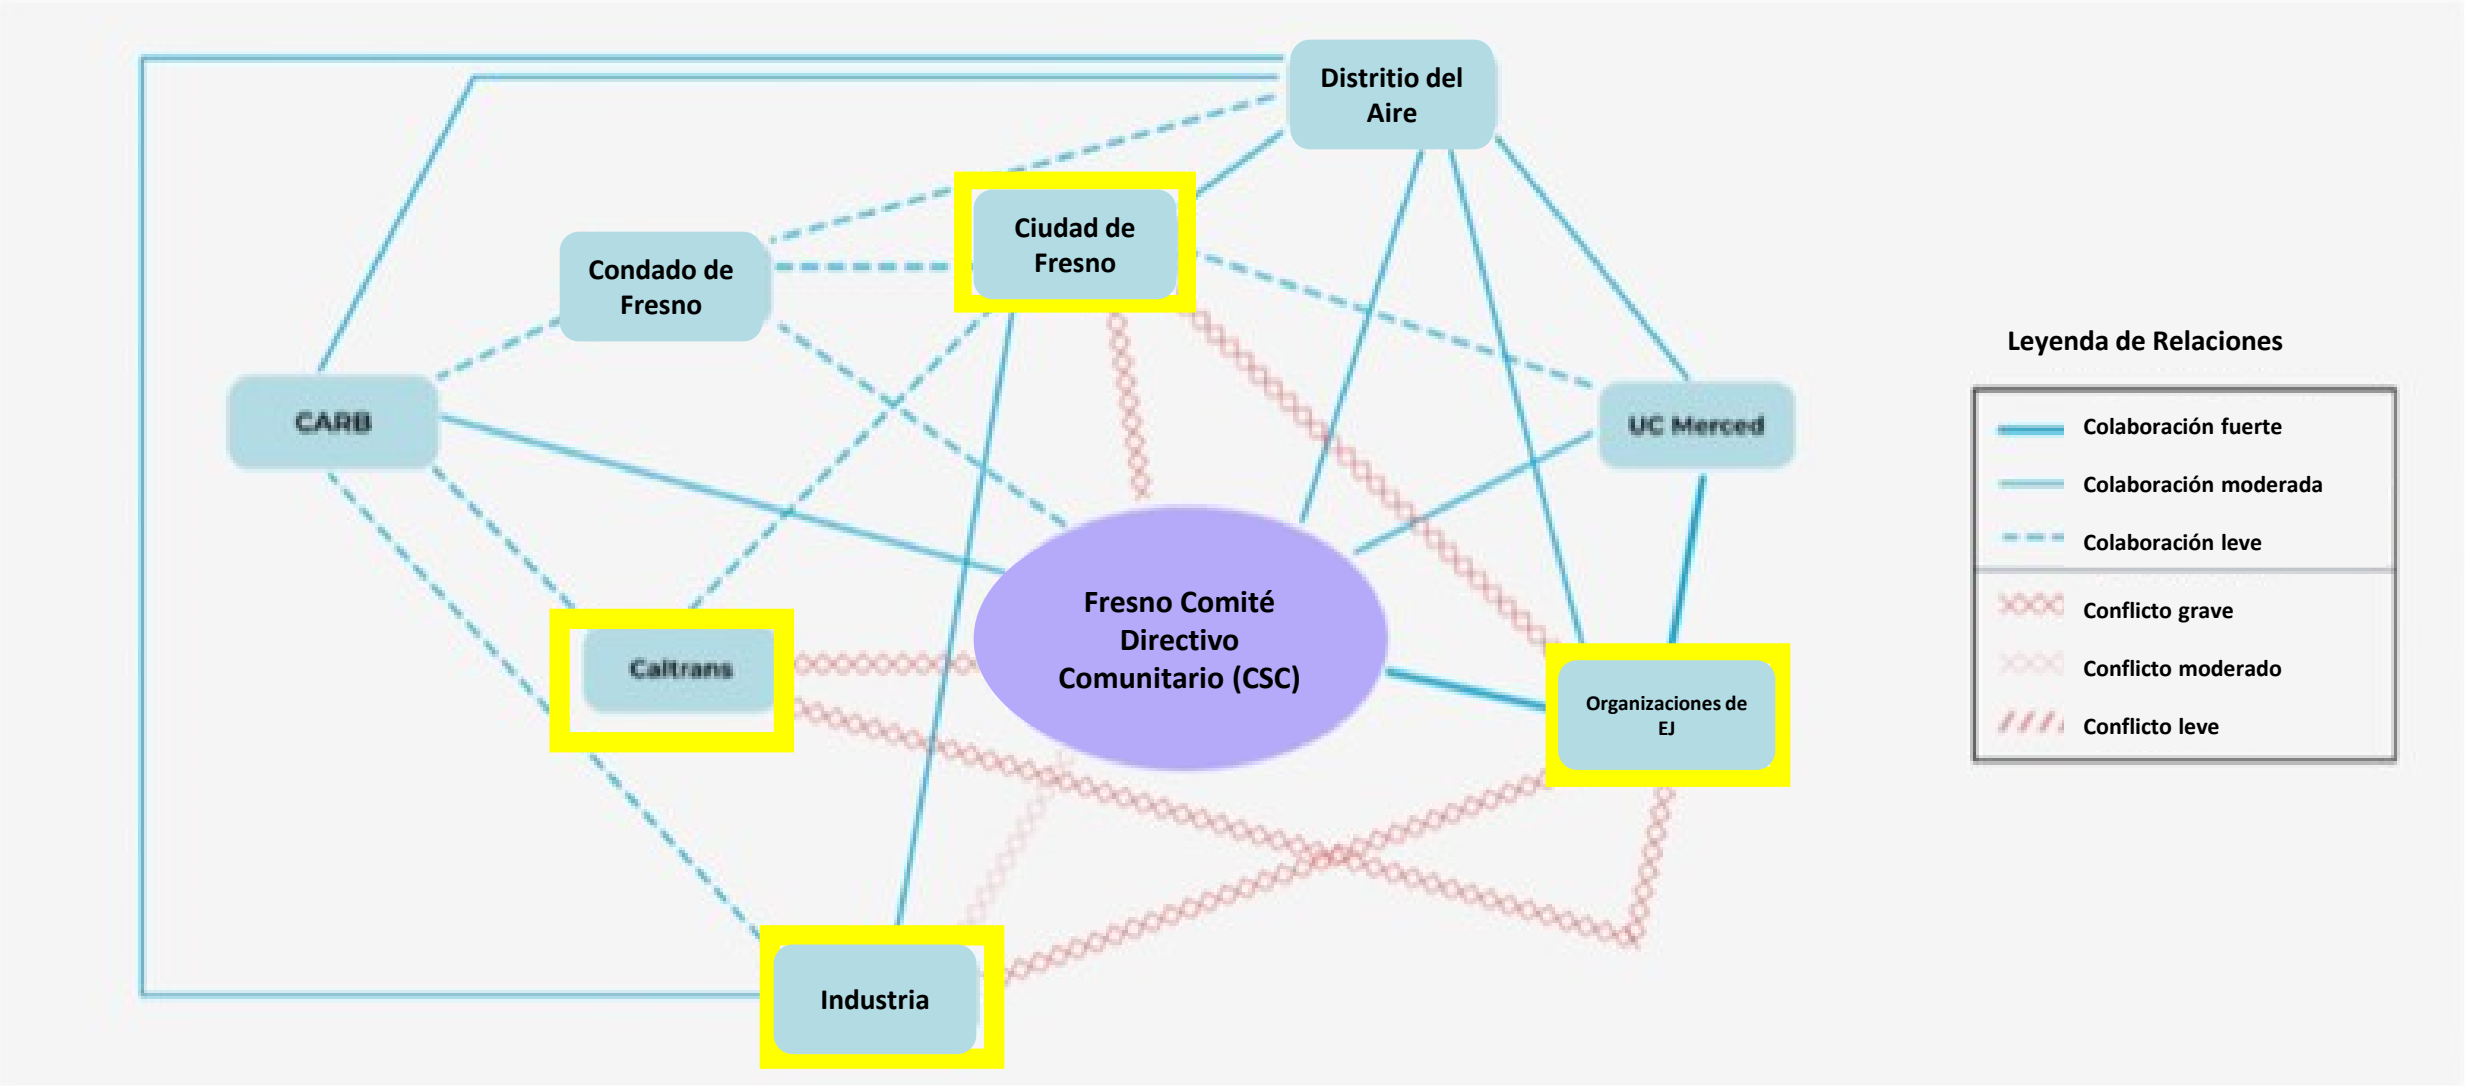 Distritio del
Aire
Ciudad de
Fresno
Condado de
Fresno
CARB
UC Merced
Fresno Comité
Directivo
Comunitario (CSC)
Caltrans
Organizaciones de
EJ
Industria
Leyenda de Relaciones
Colaboración fuerte
Colaboración moderada
Colaboración leve
Conflicto grave
Conflicto moderado
Conflicto leve